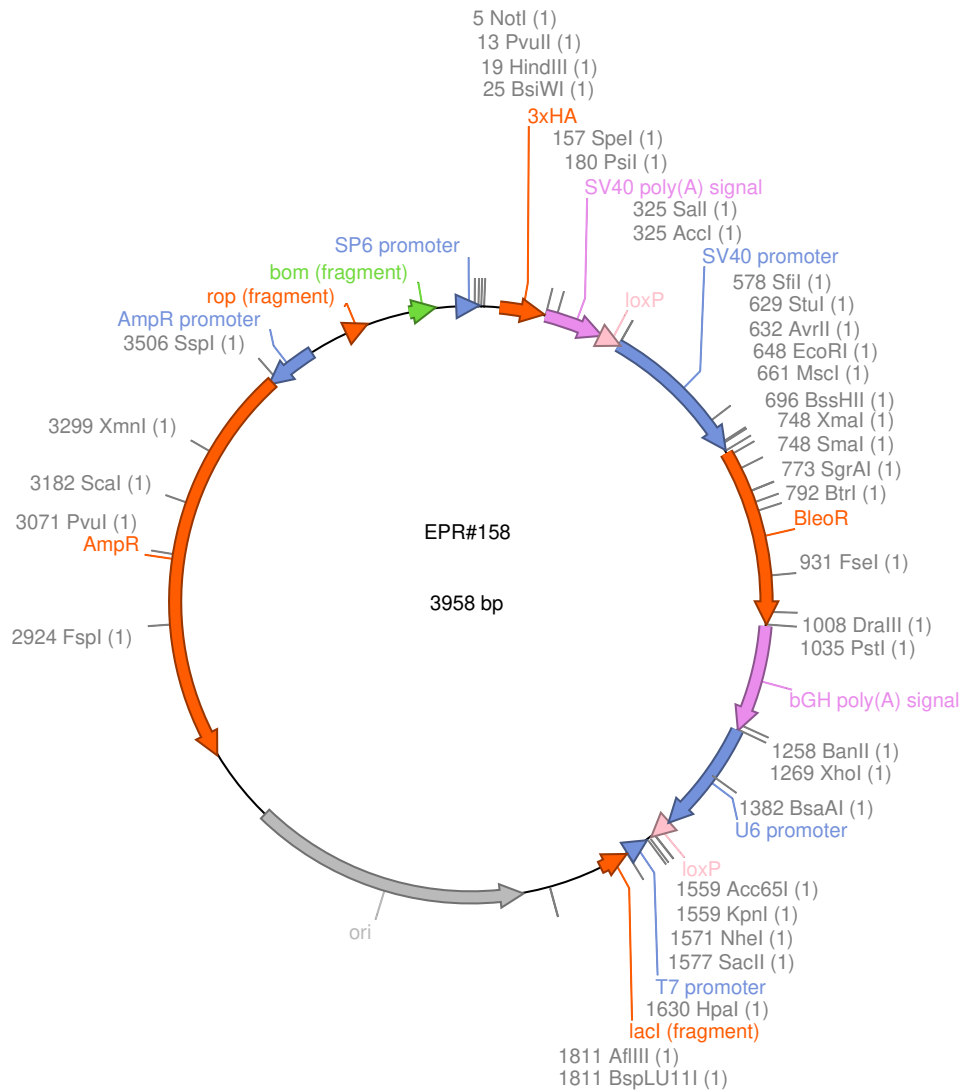 5 NotI (1)
13 PvuII (1)
19 HindIII (1)
25 BsiWI (1)
3xHA
157 SpeI (1)
180 PsiI (1)
SV40 poly(A) signal
325 SalI (1)
325 AccI (1)
SV40 promoter
loxP
578 SfiI (1)
629 StuI (1)
632 AvrII (1)
648 EcoRI (1)
661 MscI (1)
696 BssHII (1)
748 XmaI (1)
748 SmaI (1)
773 SgrAI (1)
792 BtrI (1)
BleoR
931 FseI (1)
1008 DraIII (1)
1035 PstI (1)
bGH poly(A) signal
1258 BanII (1)
1269 XhoI (1)
1382 BsaAI (1)
U6 promoter
loxP
1559 Acc65I (1)
1559 KpnI (1)
1571 NheI (1)
1577 SacII (1)
T7 promoter
1630 HpaI (1)
lacI (fragment)
1811 AflIII (1)
1811 BspLU11I (1)
ori
2924 FspI (1)
AmpR
3071 PvuI (1)
3182 ScaI (1)
3299 XmnI (1)
3506 SspI (1)
AmpR promoter
rop (fragment)
bom (fragment)
SP6 promoter
EPR#158
3958 bp